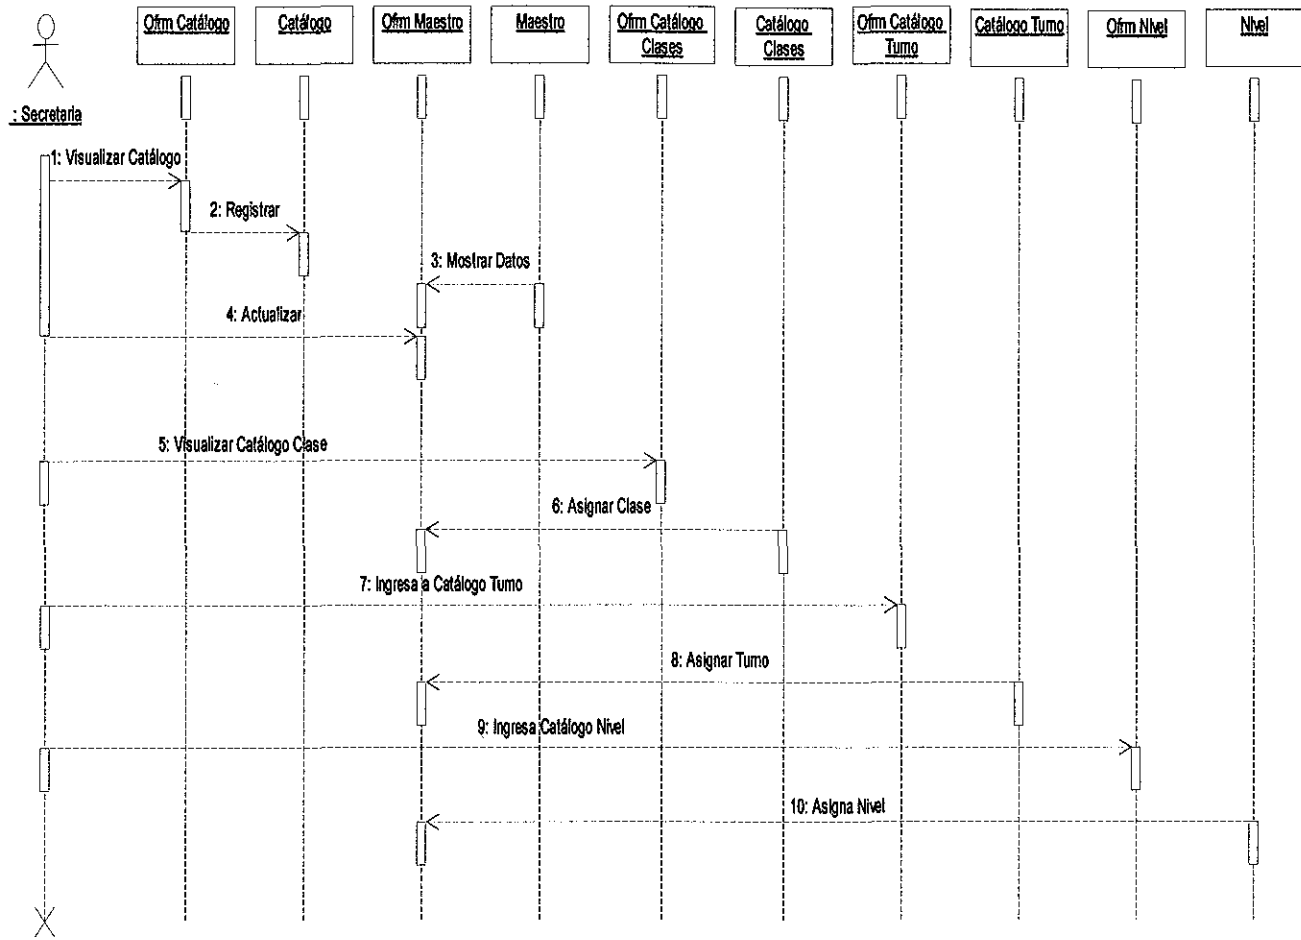 Ofrm Catálogo
Catálogo
Ofrm Maestro
Maestro
Ofrm Catálogo
Clases
Catálogo
Clases
Ofrm Catálogo
Turno
Catálogo Turno
Ofrm Nivel
Nivel
: Secretaria
1: Visualizar Catálogo
2: Registrar
3: Mostrar Datos
4: Actualizar
5: Visualizar Catálogo Clase
6: Asignar Clase
7: Ingresa a Catálogo Turno
8: Asignar Turno
9: Ingresa Catálogo Nivel
10: Asigna Nivel